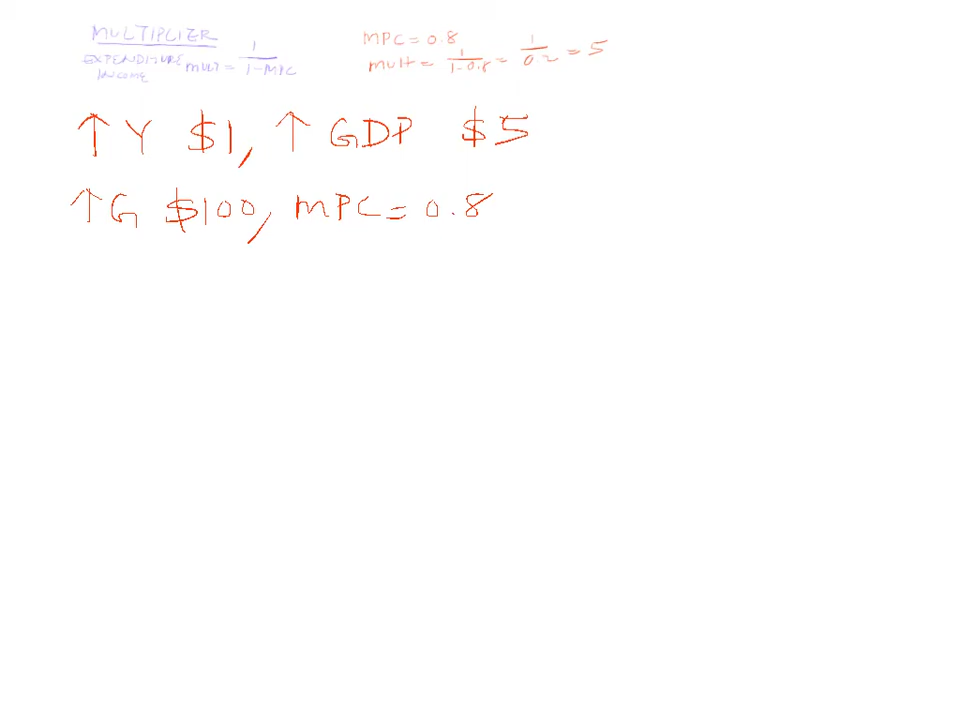 MULTIPLIER
EXPENDITURE INCOME MULT = 1/1-MPC
MPC = 0.8
MULT = 1/1-0.8 = 1/0.2 = 5
↑ Y $1, ↑ GDP $5
↑ G $100, MPC = 0.8